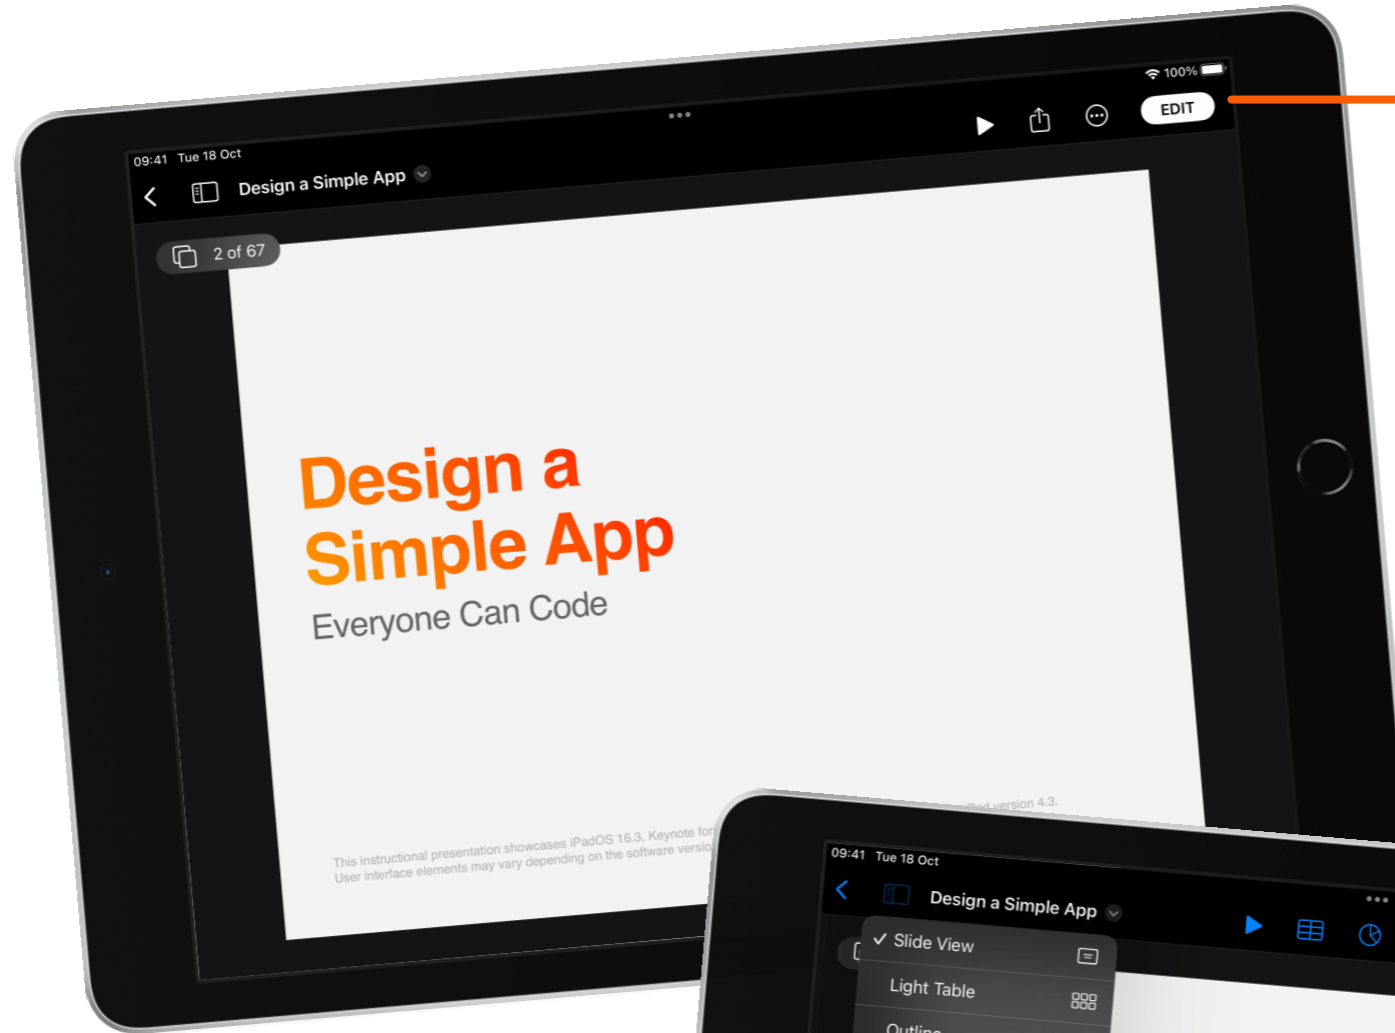 09:41 Tue 18 Oct
100%
Design a Simple App
EDIT
2 of 67
Design a
Simple App
Everyone Can Code
This instructional presentation showcases iPadOS 16.3, Keynote for iPad version 4.3.
User interface elements may vary depending on the software
09:41 Tue 18 Oct
Design a Simple App
Slide View
Light Table
Outline